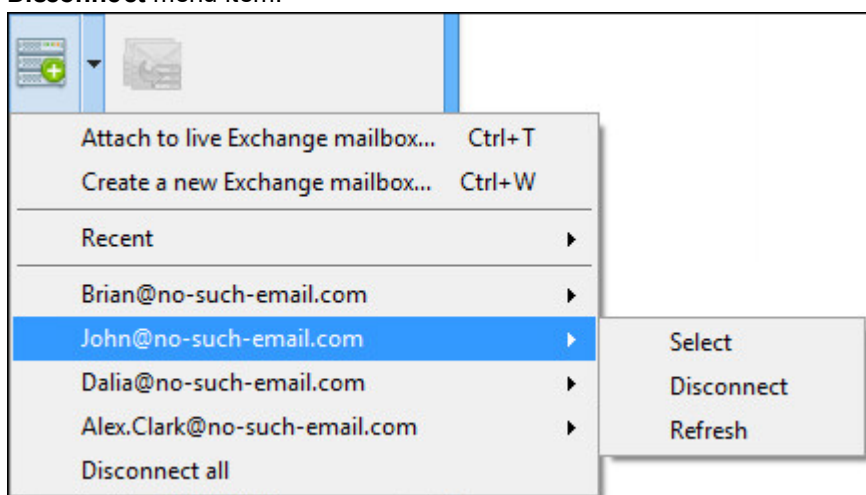 Disconnect menu item.
Attach to live Exchange mailbox... Ctrl+T
Create a new Exchange mailbox... Ctrl+W
Recent
Brian@no-such-email.com
John@no-such-email.com
Select
Dalia@no-such-email.com
Disconnect
Alex.Clark@no-such-email.com
Refresh
Disconnect all